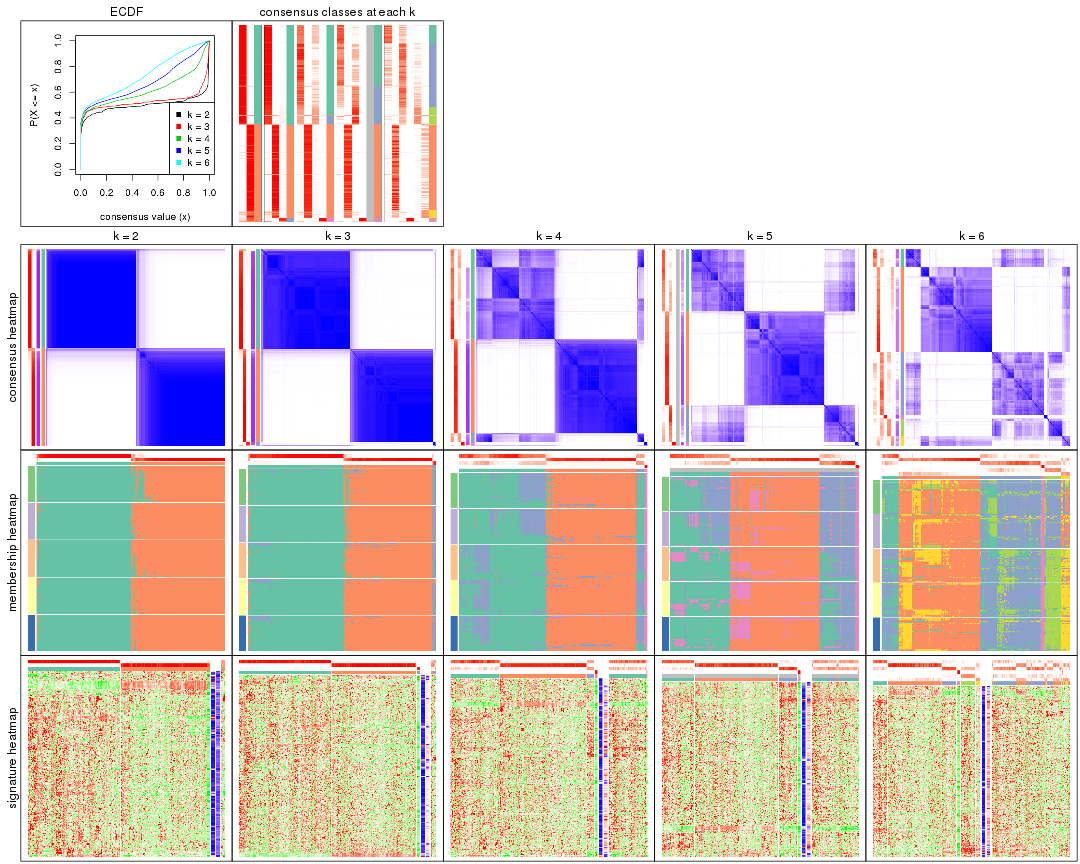 ECDF
consensus classes at each k
P(X <= x)
0.0
0.2
0.4
0.6
0.8
1.0
k = 2
k = 3
k = 4
k = 5
k = 6
0.0 0.2 0.4 0.6 0.8 1.0
consensus value (x)
k = 2
k = 3
k = 4
k = 5
k = 6
consensus heatmap
membership heatmap
signature heatmap